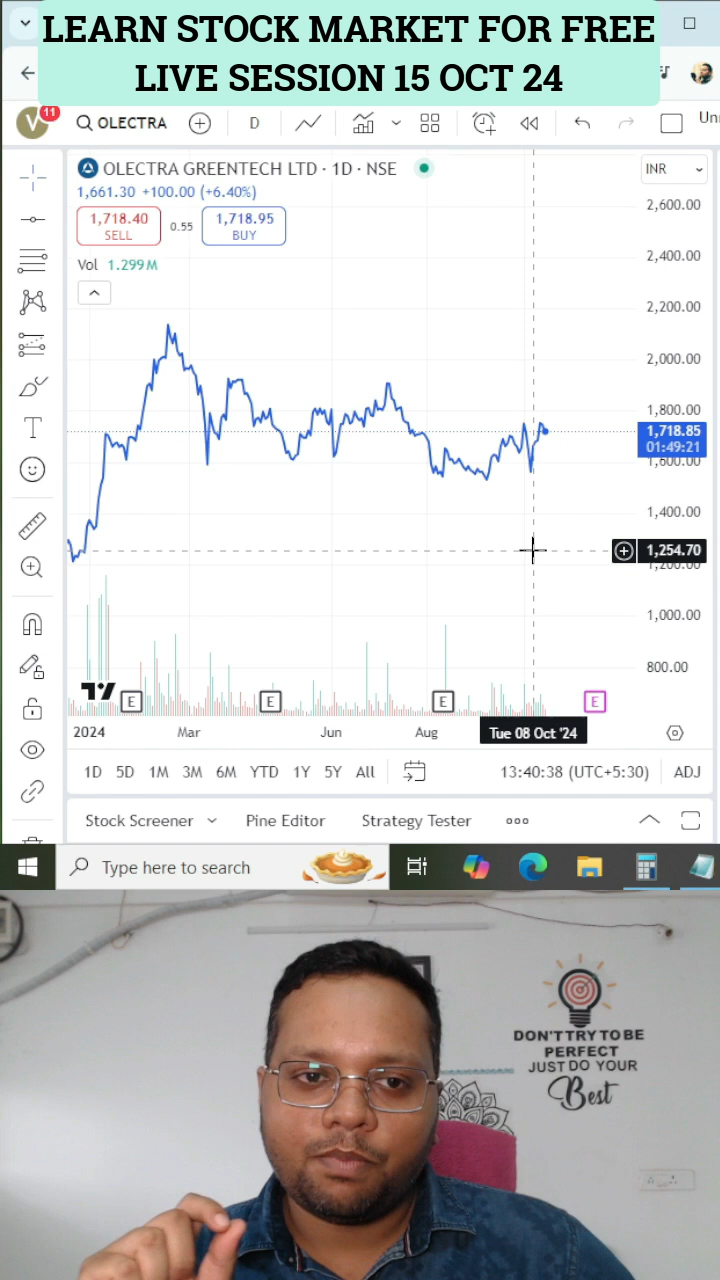 LEARN STOCK MARKET FOR FREE
LIVE SESSION 15 OCT 24
V 11 OLECTRA D Un
OLECTRA GREENTECH LTD · 1D · NSE INR
1,661.30 +100.00 (+6.40%)
1,718.40 SELL 0.55 1,718.95 BUY
Vol 1.299M
2,600.00
2,400.00
2,200.00
2,000.00
1,800.00
1,718.85
01:49:21
1,600.00
1,400.00
1,254.70
1,200.00
1,000.00
800.00
E E E E
2024 Mar Jun Aug Tue 08 Oct '24
1D 5D 1M 3M 6M YTD 1Y 5Y All 13:40:38 (UTC+5:30) ADJ
Stock Screener Pine Editor Strategy Tester
Type here to search
DON'T TRY TO BE
PERFECT
JUST DO YOUR
Best